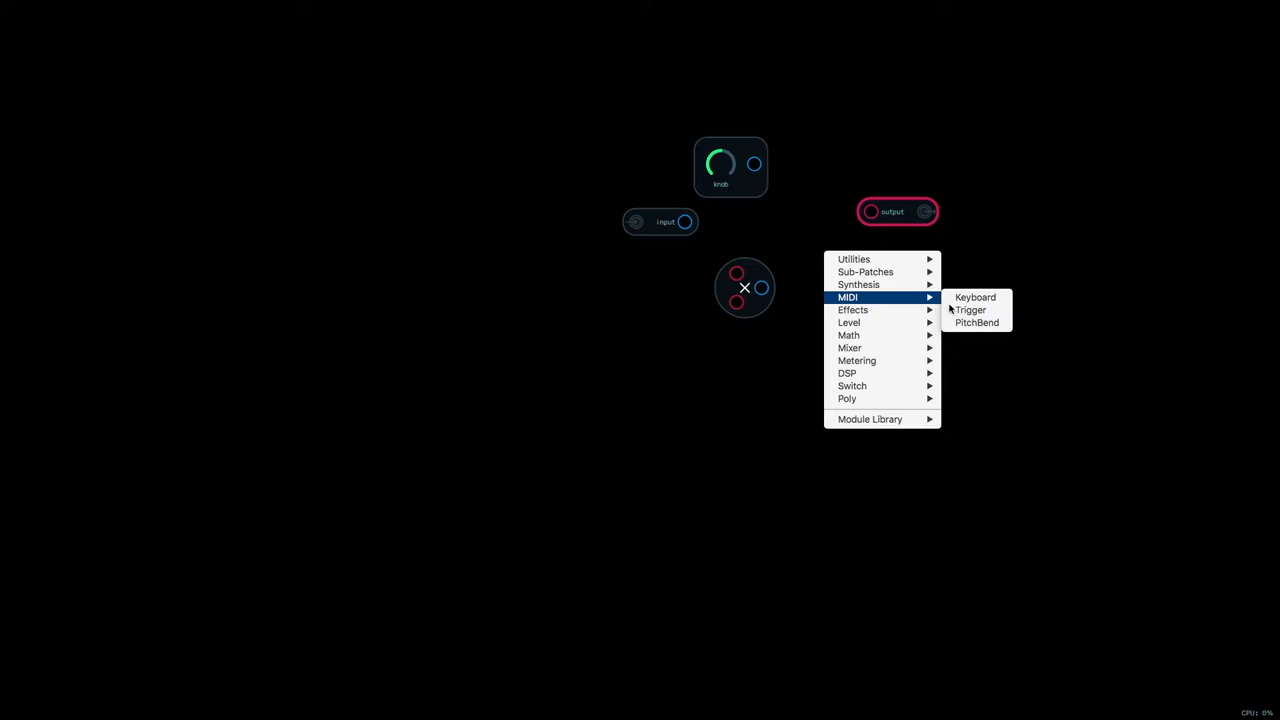 knob
input
output
Utilities
Sub-Patches
Synthesis
MIDI
Effects
Level
Math
Mixer
Metering
DSP
Switch
Poly
Module Library
Keyboard
Trigger
PitchBend
CPU: 0%